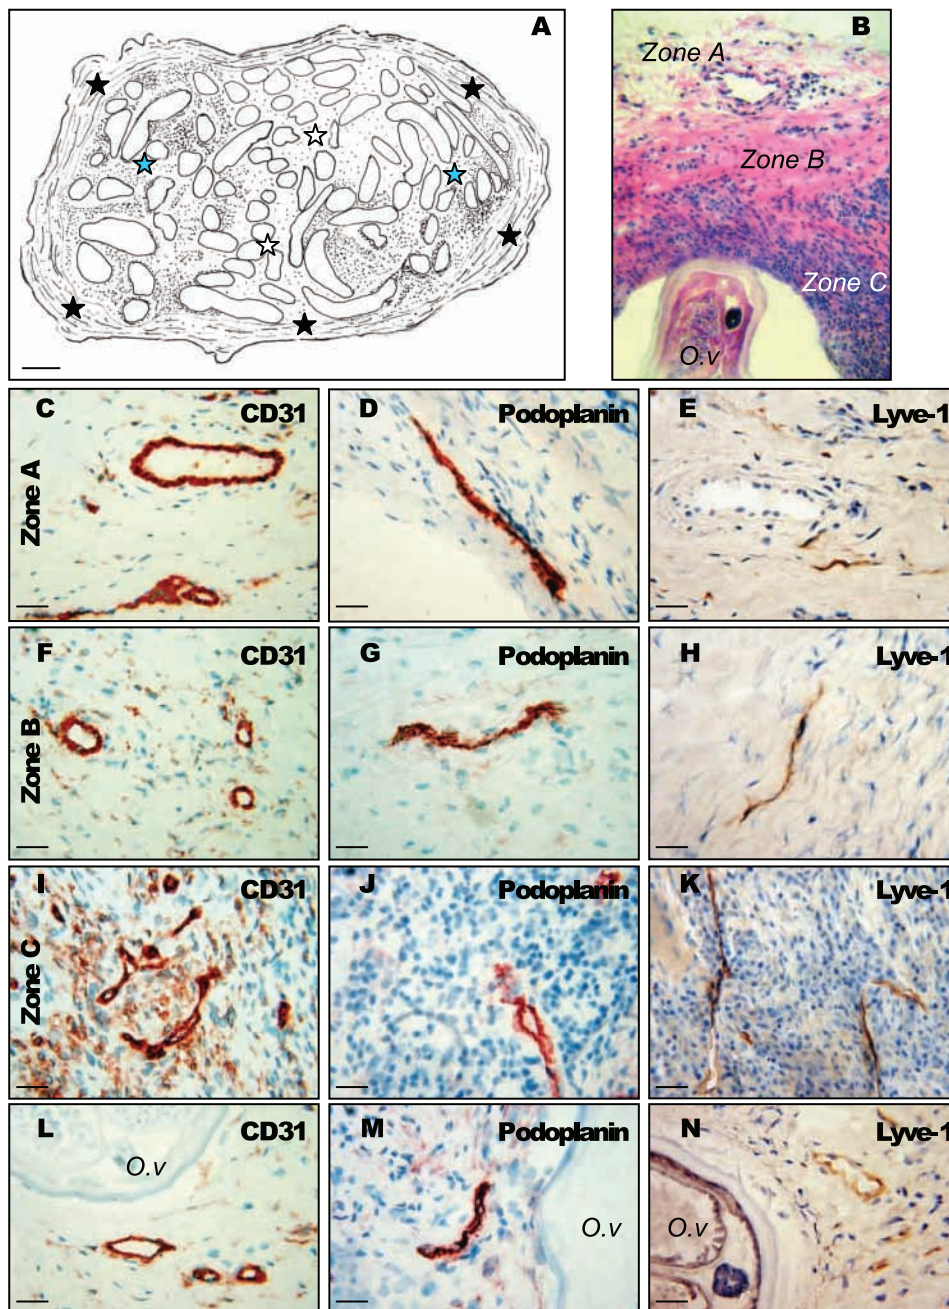 A
B
Zone A
Zone B
Zone C
O.v
Zone A
C
CD31
D
Podoplanin
E
Lyve-1
Zone B
F
CD31
G
Podoplanin
H
Lyve-1
Zone C
I
CD31
J
Podoplanin
K
Lyve-1
L
CD31
O.v
M
Podoplanin
O.v
N
Lyve-1
O.v